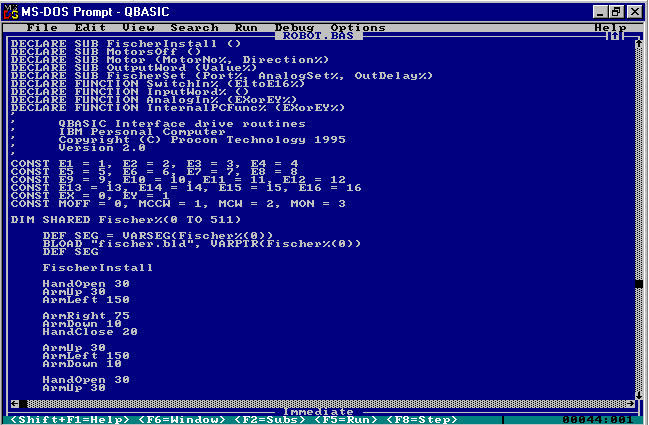 MS-DOS Prompt - QBASIC
File Edit View Search Run Debug Options Help
ROBOT.BAS
DECLARE SUB FischerInstall ()
DECLARE SUB MotorsOff ()
DECLARE SUB Motor (MotorNo%, Direction%)
DECLARE SUB OutputWord (Value%)
DECLARE SUB FischerSet (Port%, AnalogSet%, OutDelay%)
DECLARE FUNCTION SwitchIn% (E1toE16%)
DECLARE FUNCTION InputWord% ()
DECLARE FUNCTION AnalogIn% (EXorEY%)
DECLARE FUNCTION InternalPCFunc% (EXorEY%)
'
' QBASIC Interface drive routines
' IBM Personal Computer
' Copyright (C) Procon Technology 1995
' Version 2.0
'
CONST E1 = 1, E2 = 2, E3 = 3, E4 = 4
CONST E5 = 5, E6 = 6, E7 = 7, E8 = 8
CONST E9 = 9, E10 = 10, E11 = 11, E12 = 12
CONST E13 = 13, E14 = 14, E15 = 15, E16 = 16
CONST EX = 0, EY = 1
CONST MOFF = 0, MCCW = 1, MCW = 2, MON = 3
DIM SHARED Fischer%(0 TO 511)
DEF SEG = VARSEG(Fischer%(0))
BLOAD "fischer.bld", VARPTR(Fischer%(0))
DEF SEG
FischerInstall
HandOpen 30
ArmUp 30
ArmLeft 150
ArmRight 75
ArmDown 10
HandClose 20
ArmUp 30
ArmLeft 150
ArmDown 10
HandOpen 30
ArmUp 30
Immediate
<Shift+F1=Help> <F6=Window> <F2=Subs> <F5=Run> <F8=Step> 00044:001